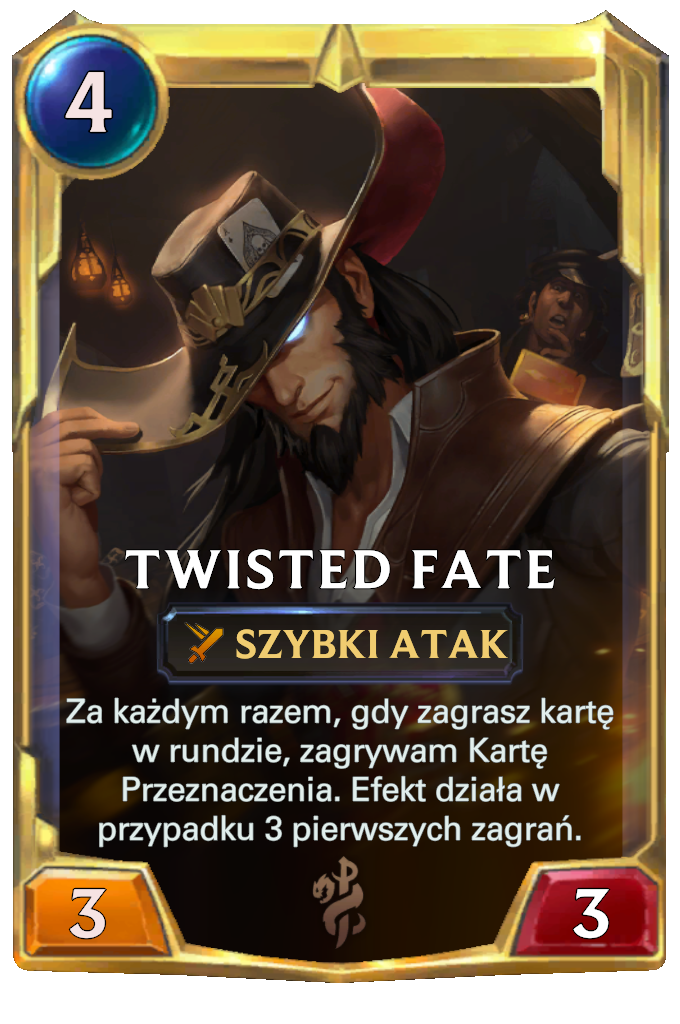 4
TWISTED FATE
SZYBKI ATAK
Za każdym razem, gdy zagrasz kartę
w rundzie, zagrywam Kartę
Przeznaczenia. Efekt działa w
przypadku 3 pierwszych zagrań.
3
3